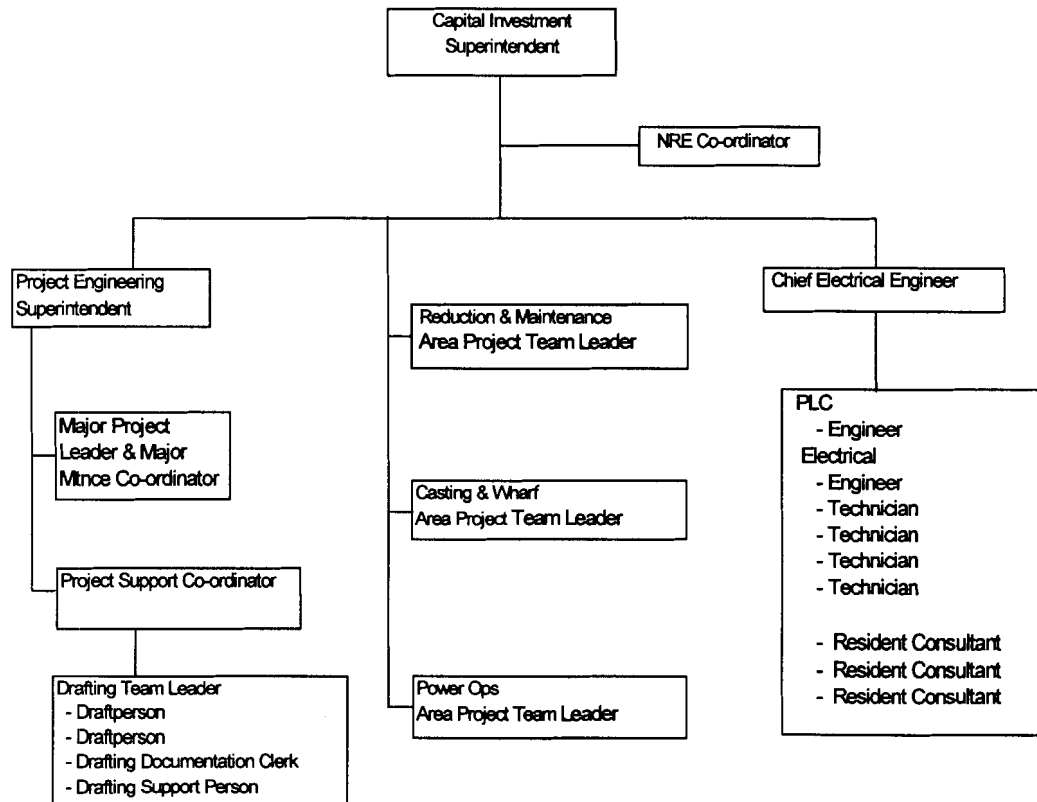 Capital Investment
Superintendent
NRE Co-ordinator
Project Engineering
Superintendent
Major Project
Leader & Major
Mtnce Co-ordinator
Project Support Co-ordinator
Drafting Team Leader
- Draftperson
- Draftperson
- Drafting Documentation Clerk
- Drafting Support Person
Reduction & Maintenance
Area Project Team Leader
Casting & Wharf
Area Project Team Leader
Power Ops
Area Project Team Leader
Chief Electrical Engineer
PLC
- Engineer
Electrical
- Engineer
- Technician
- Technician
- Technician
- Technician
- Resident Consultant
- Resident Consultant
- Resident Consultant